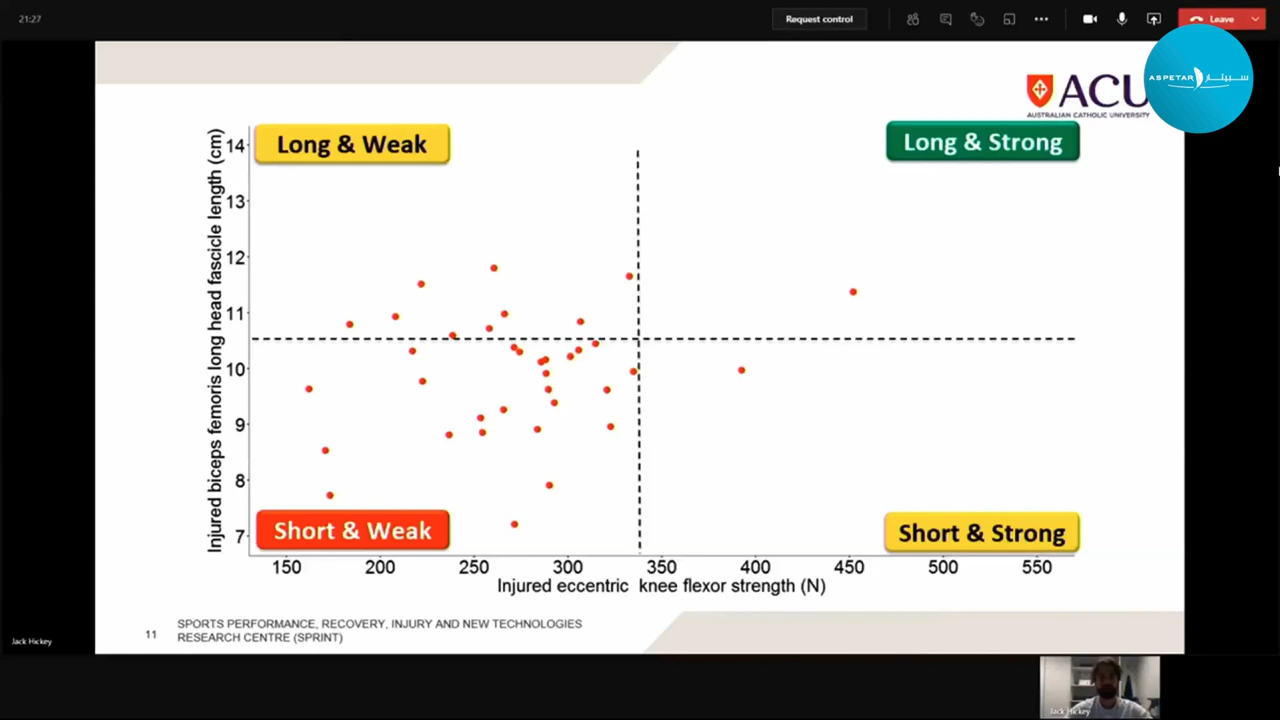 21:27
Request control
Leave
ASPETAR سبيتار
ACU
AUSTRALIAN CATHOLIC UNIVERSITY
Long & Weak
Long & Strong
Injured biceps femoris long head fascicle length (cm)
14
13
12
11
10
9
8
7
Short & Weak
Short & Strong
150 200 250 300 350 400 450 500 550
Injured eccentric knee flexor strength (N)
11
SPORTS PERFORMANCE, RECOVERY, INJURY AND NEW TECHNOLOGIES
RESEARCH CENTRE (SPRINT)
Jack Hickey
Jack Hickey